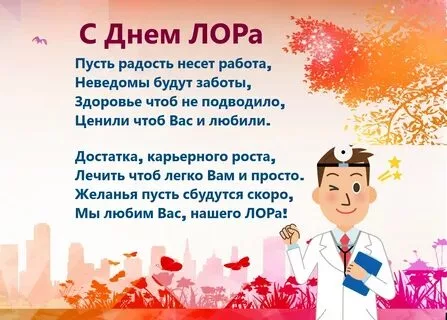 С Днем ЛОРа
Пусть радость несет работа,
Неведомы будут заботы,
Здоровье чтоб не подводило,
Ценили чтоб Вас и любили.
Достатка, карьерного роста,
Лечить чтоб легко Вам и просто.
Желанья пусть сбудутся скоро,
Мы любим Вас, нашего ЛОРа!